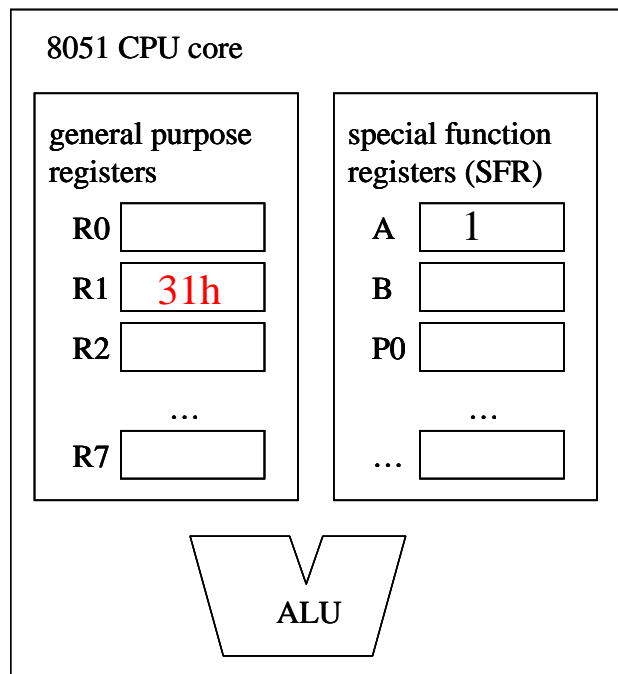 8051 CPU core
general purpose
registers
R0
R1 31h
R2
...
R7
special function
registers (SFR)
A 1
B
P0
...
...
ALU